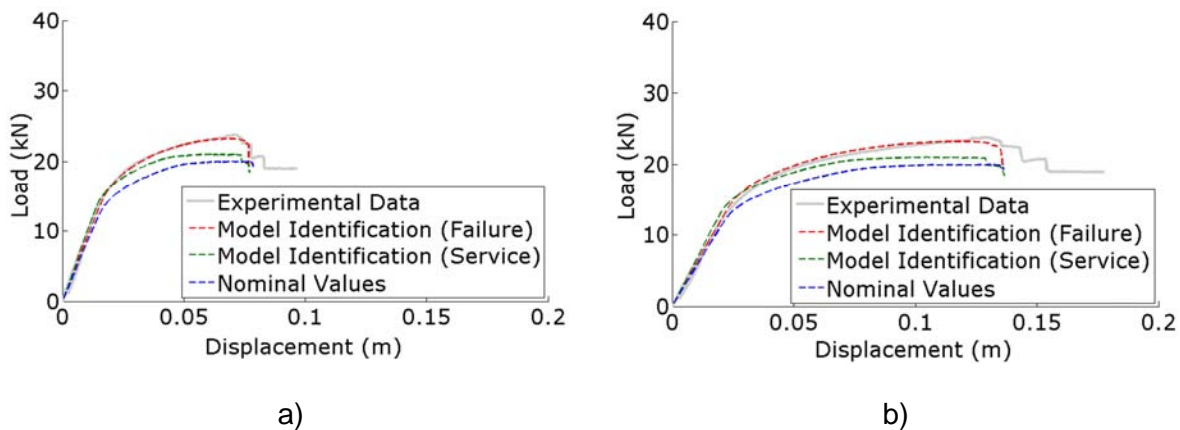 40
30
20
10
0
Load (kN)
Experimental Data
Model Identification (Failure)
Model Identification (Service)
Nominal Values
0 0.05 0.1 0.15 0.2
Displacement (m)
a)
40
30
20
10
0
Load (kN)
Experimental Data
Model Identification (Failure)
Model Identification (Service)
Nominal Values
0 0.05 0.1 0.15 0.2
Displacement (m)
b)